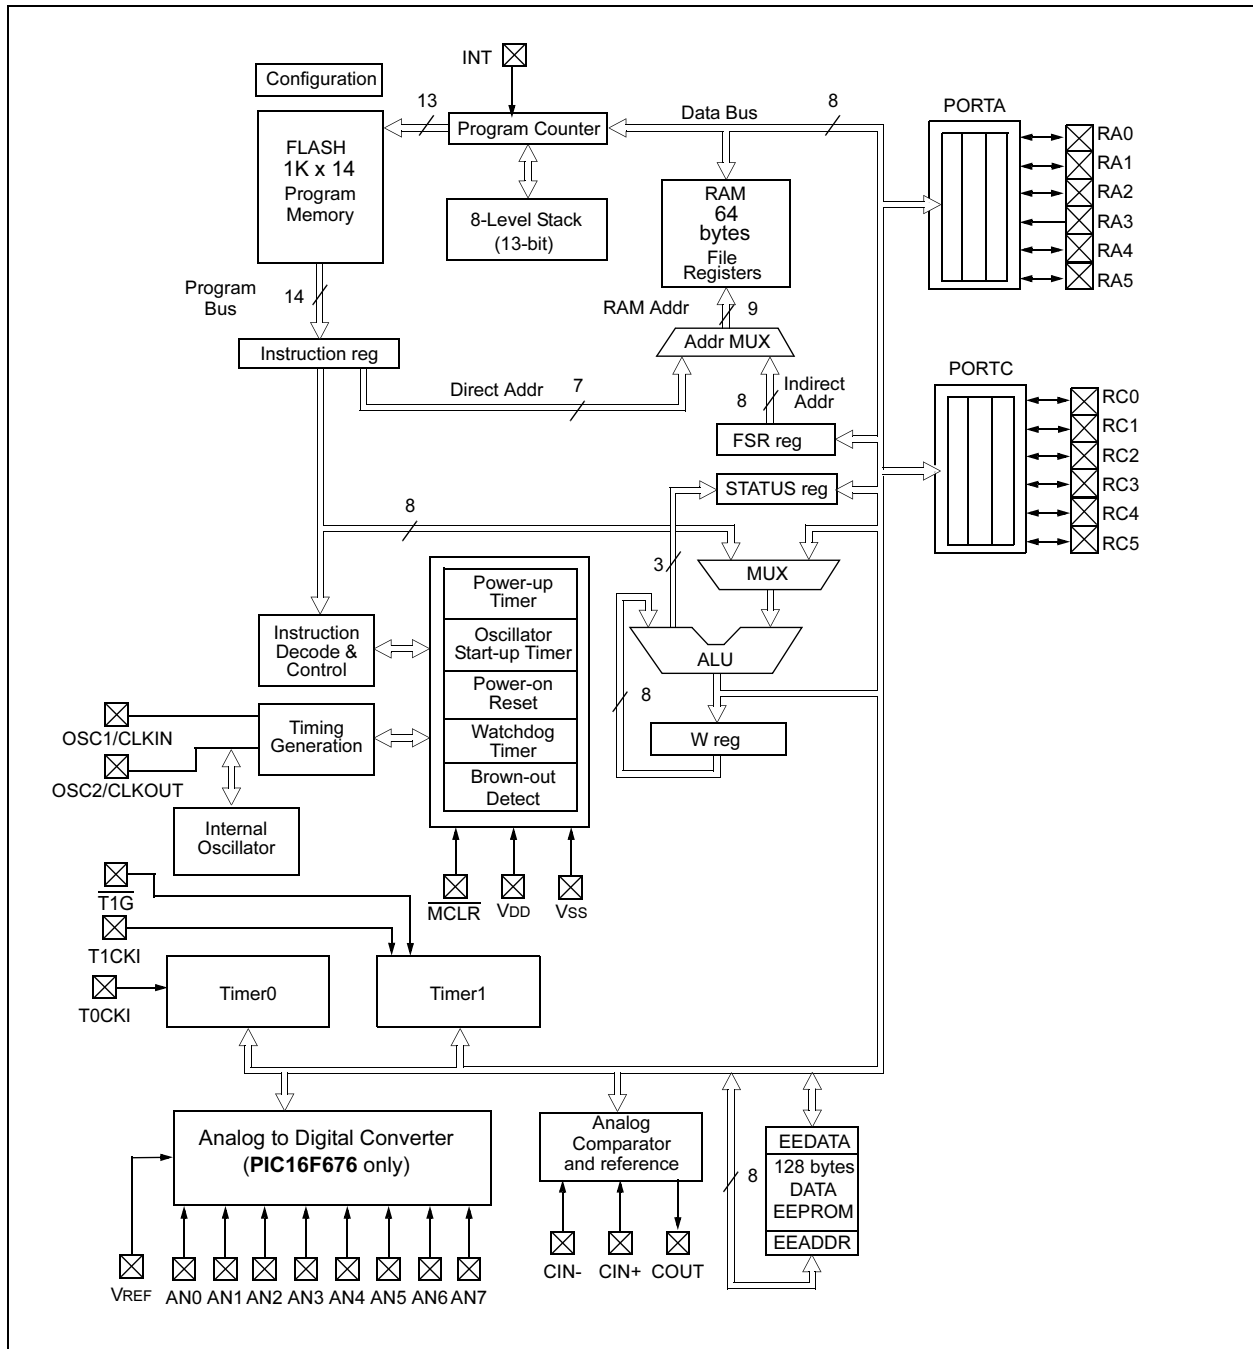 INT
Configuration
13
Data Bus
8
PORTA
Program Counter
FLASH
1K x 14
Program
Memory
8-Level Stack
(13-bit)
RAM
64
bytes
File
Registers
RA0
RA1
RA2
RA3
RA4
RA5
Program
Bus
14
RAM Addr
9
Addr MUX
Instruction reg
Direct Addr
7
8
Indirect
Addr
FSR reg
STATUS reg
PORTC
RC0
RC1
RC2
RC3
RC4
RC5
8
3
MUX
Power-up
Timer
Oscillator
Start-up Timer
Power-on
Reset
Watchdog
Timer
Brown-out
Detect
Instruction
Decode &
Control
ALU
8
W reg
OSC1/CLKIN
Timing
Generation
OSC2/CLKOUT
Internal
Oscillator
T1G
MCLR
VDD
VSS
T1CKI
T0CKI
Timer0
Timer1
Analog to Digital Converter
(PIC16F676 only)
Analog
Comparator
and reference
8
EEDATA
128 bytes
DATA
EEPROM
EEADDR
VREF
AN0
AN1
AN2
AN3
AN4
AN5
AN6
AN7
CIN-
CIN+
COUT